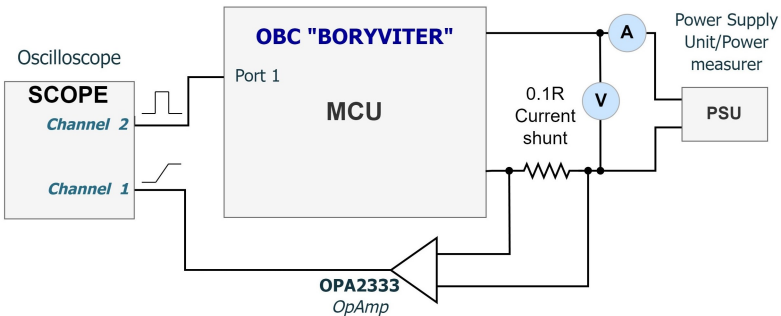 Oscilloscope
SCOPE
Channel 2
Channel 1
OBC "BORYVITER"
Port 1
MCU
Power Supply
Unit/Power
measurer
A
V
0.1R
Current
shunt
PSU
OPA2333
OpAmp